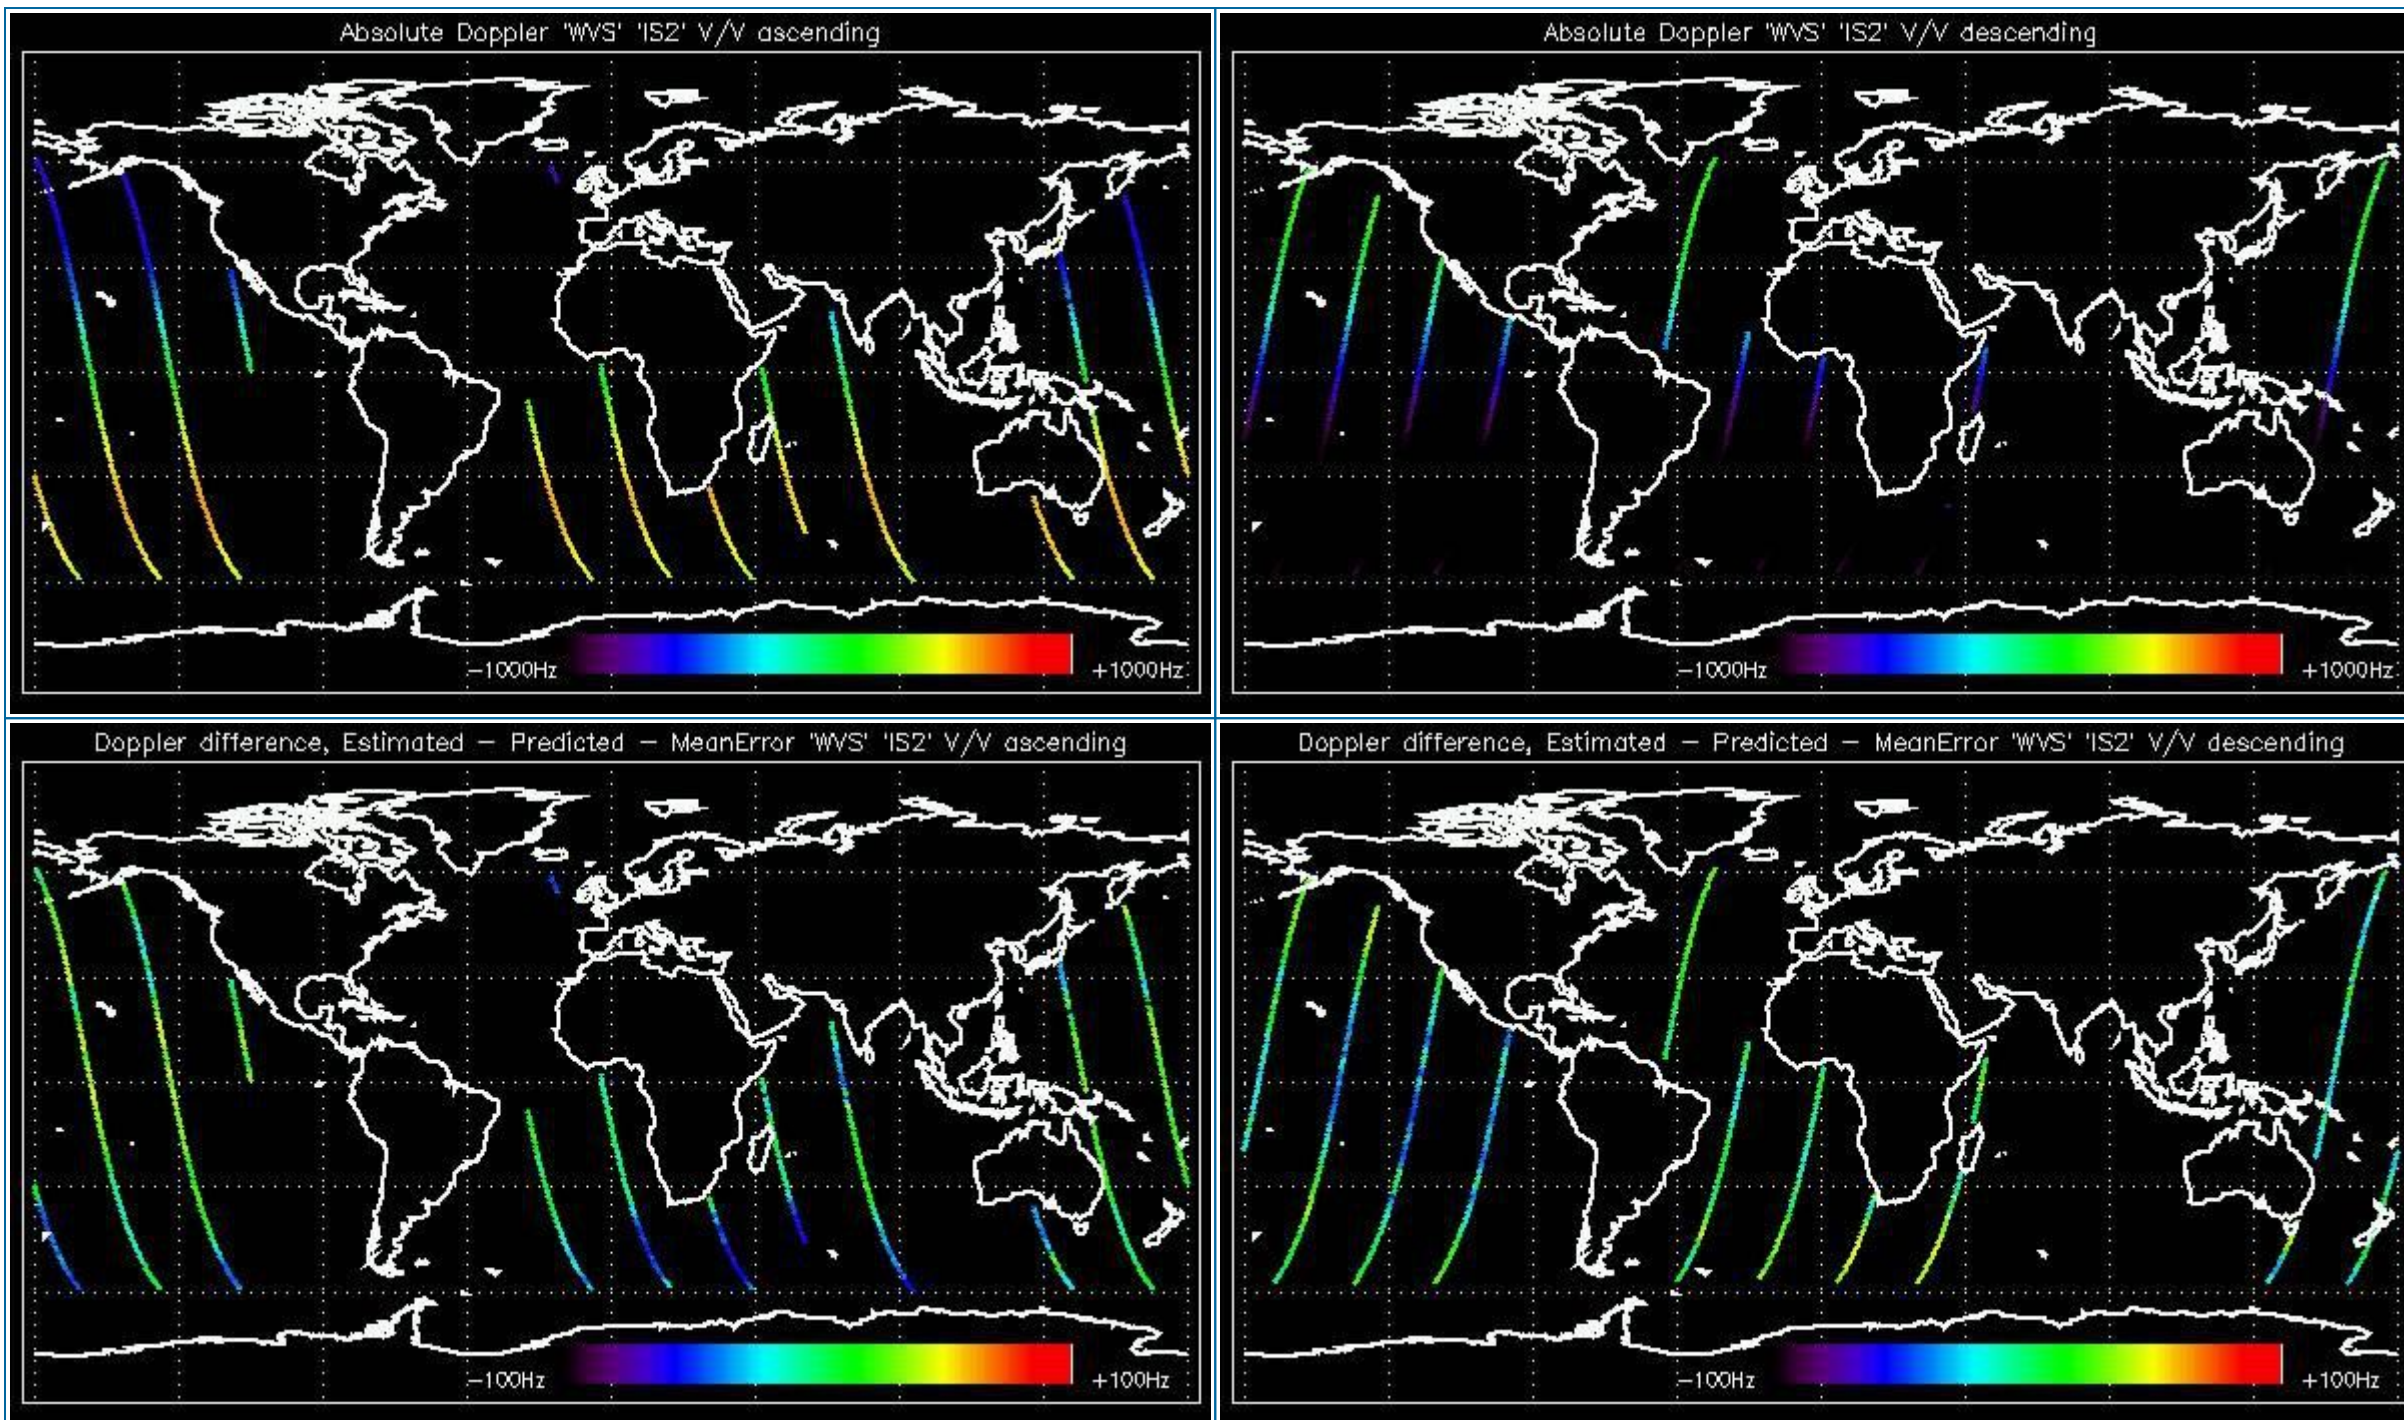 Absolute Doppler 'WVS' 'IS2' V/V ascending
-1000Hz
+1000Hz
Absolute Doppler 'WVS' 'IS2' V/V descending
-1000Hz
+1000Hz
Doppler difference, Estimated – Predicted – MeanError 'WVS' 'IS2' V/V ascending
-100Hz
+100Hz
Doppler difference, Estimated – Predicted – MeanError 'WVS' 'IS2' V/V descending
-100Hz
+100Hz